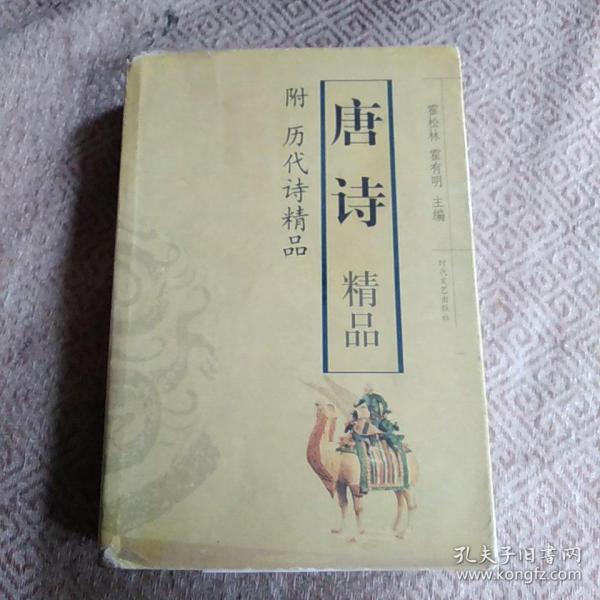 霍松林 霍有明 主编
时代文艺出版社
唐诗 精品
附 历代诗精品
孔夫子旧书网
www.kongfz.com